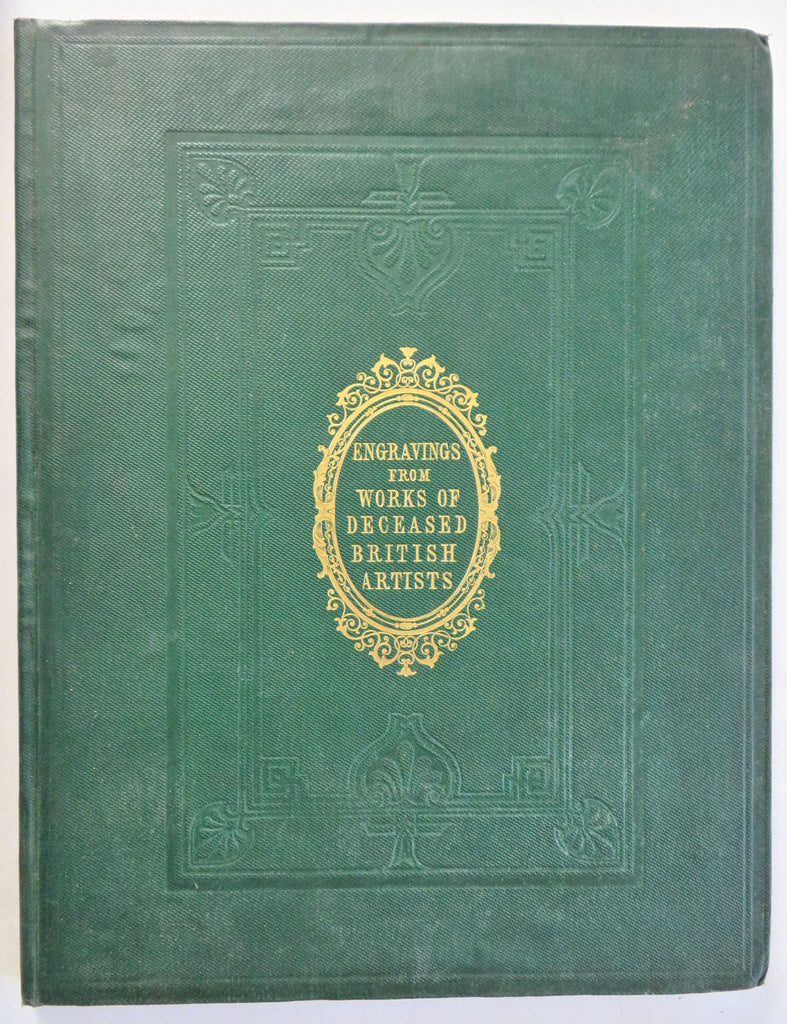 ENGRAVINGS
FROM
WORKS OF
DECEASED
BRITISH
ARTISTS